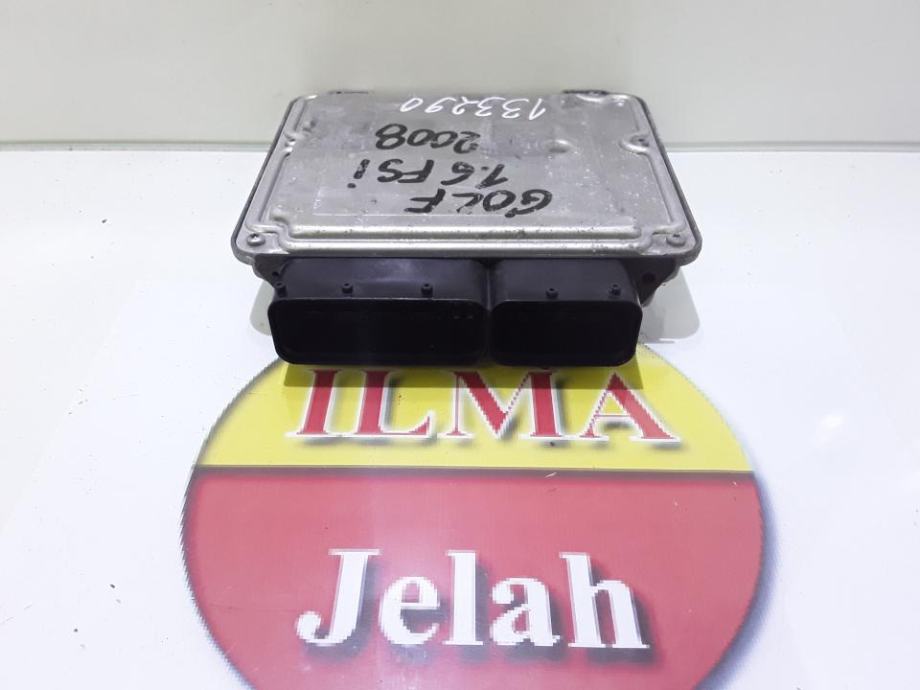 GOLF
1.6 FSi
2008
133290
ILMA
Jelah